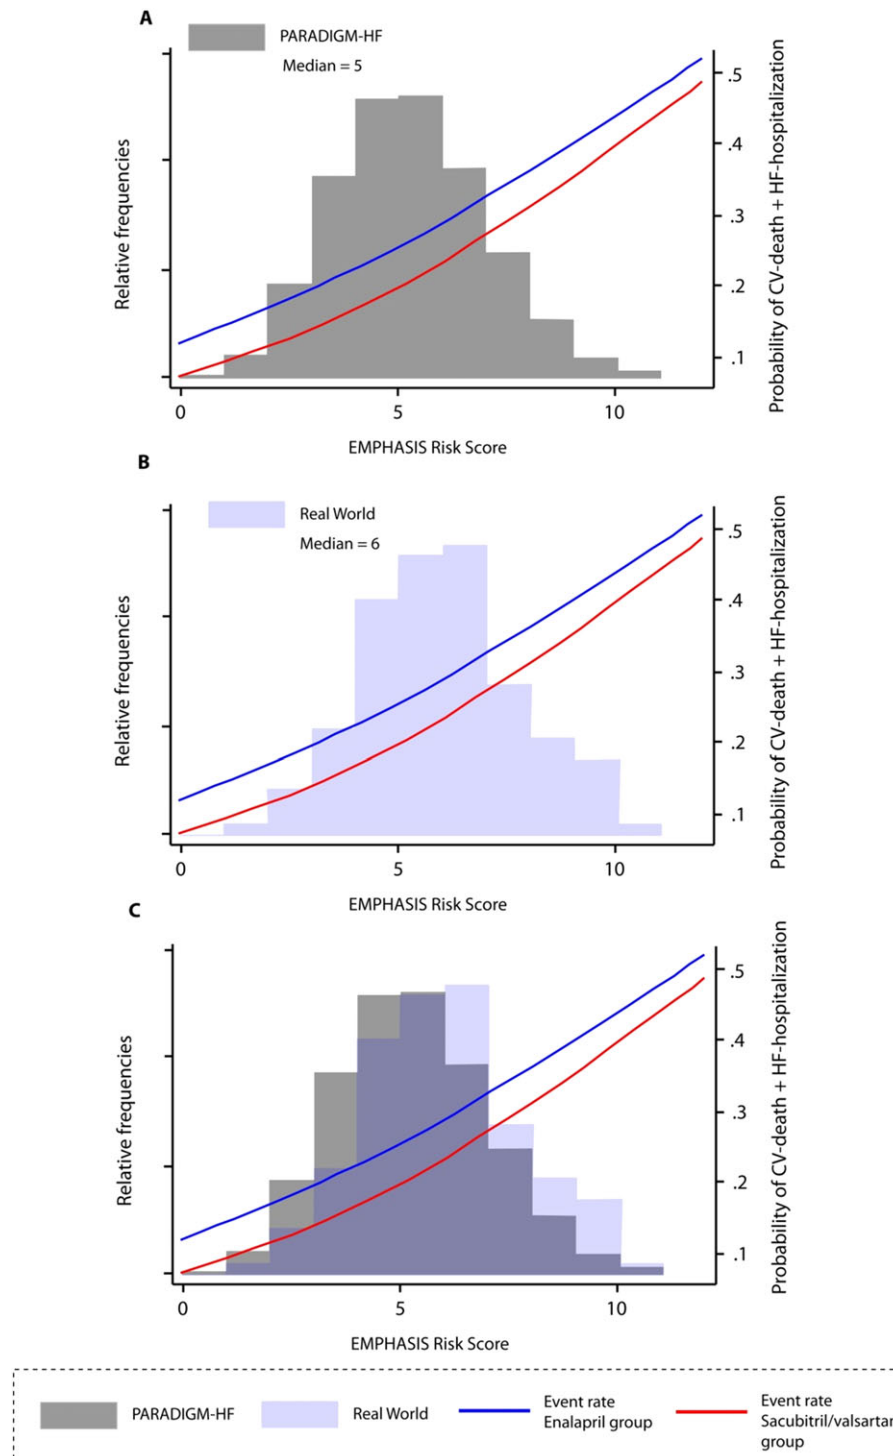 A
PARADIGM-HF
Median = 5
Relative frequencies
.5
.4
.3
.2
.1
Probability of CV-death + HF-hospitalization
0 5 10
EMPHASIS Risk Score
B
Real World
Median = 6
Relative frequencies
.5
.4
.3
.2
.1
Probability of CV-death + HF-hospitalization
0 5 10
EMPHASIS Risk Score
C
Relative frequencies
.5
.4
.3
.2
.1
Probability of CV-death + HF-hospitalization
0 5 10
EMPHASIS Risk Score
PARADIGM-HF
Real World
Event rate
Enalapril group
Event rate
Sacubitril/valsartan
group